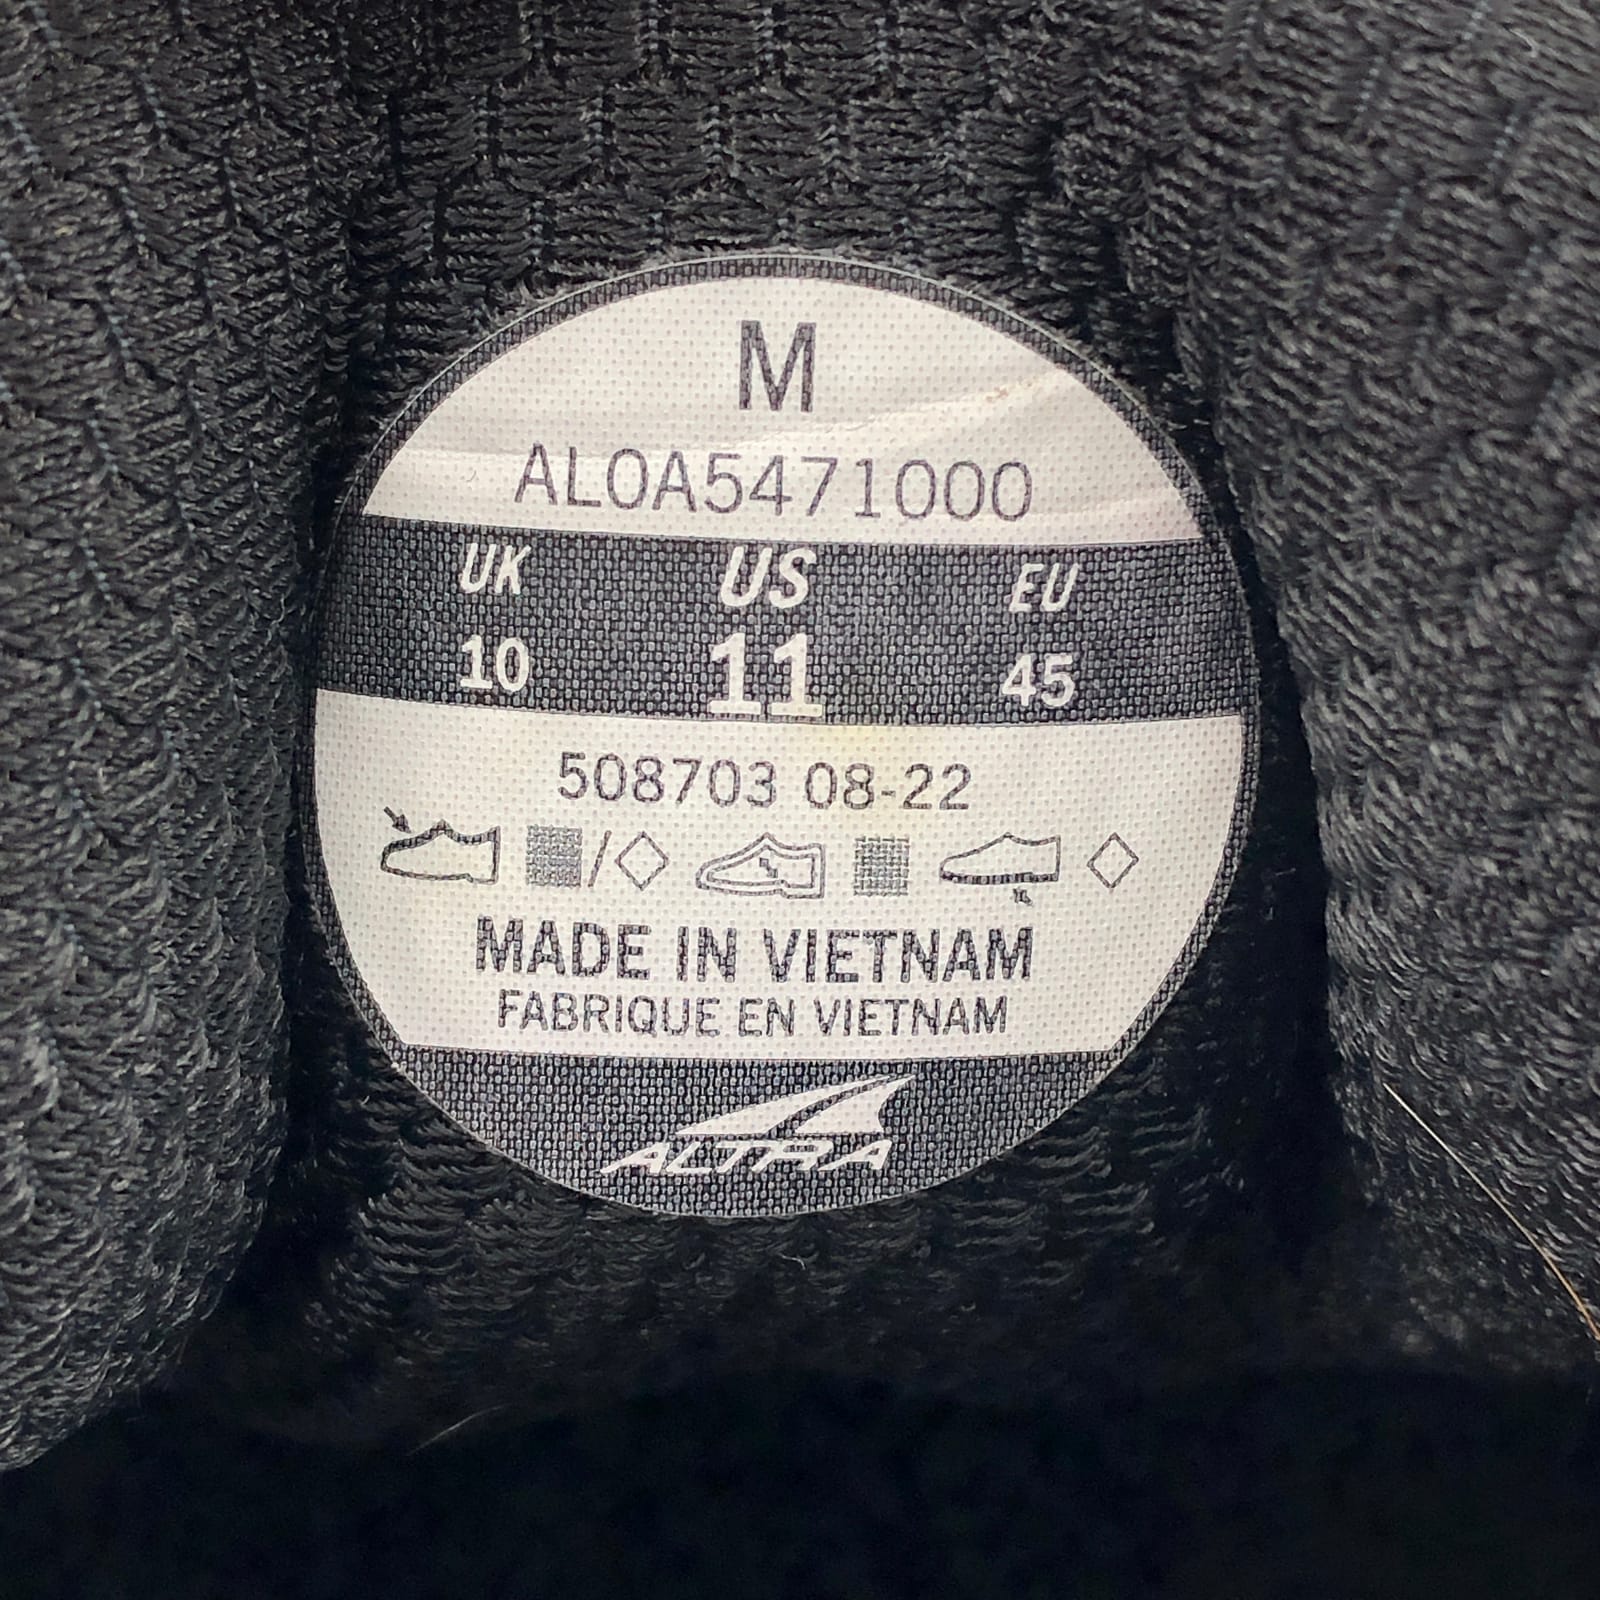 M
AL0A5471000
UK US EU
10 11 45
508703 08-22
/
MADE IN VIETNAM
FABRIQUE EN VIETNAM
ALTRA